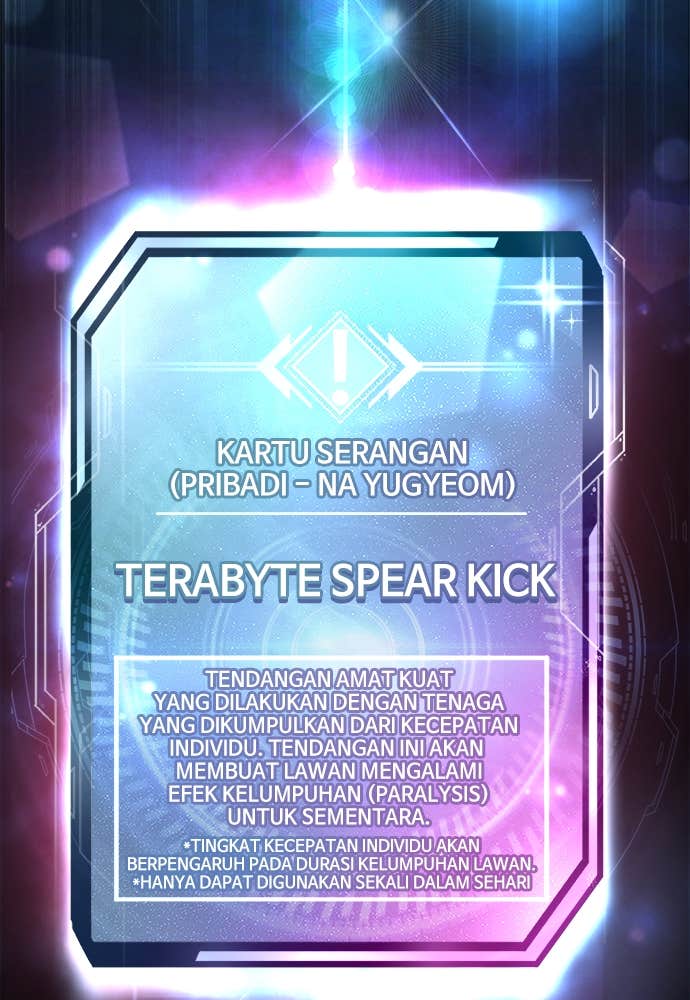 !
KARTU SERANGAN
(PRIBADI - NA YUGYEOM)
TERABYTE SPEAR KICK
TENDANGAN AMAT KUAT
YANG DILAKUKAN DENGAN TENAGA
YANG DIKUMPULKAN DARI KECEPATAN
INDIVIDU. TENDANGAN INI AKAN
MEMBUAT LAWAN MENGALAMI
EFEK KELUMPUHAN (PARALYSIS)
UNTUK SEMENTARA.
*TINGKAT KECEPATAN INDIVIDU AKAN
BERPENGARUH PADA DURASI KELUMPUHAN LAWAN.
*HANYA DAPAT DIGUNAKAN SEKALI DALAM SEHARI